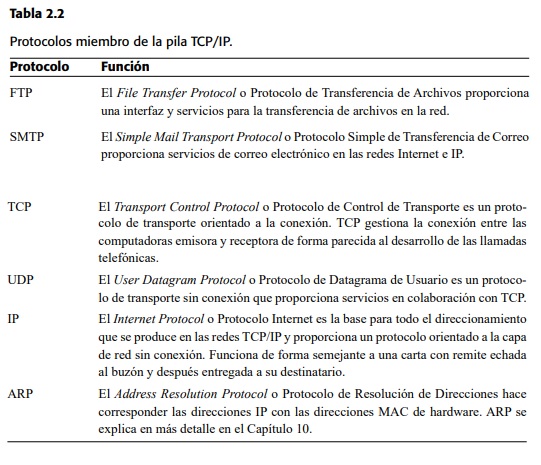 Tabla 2.2
Protocolos miembro de la pila TCP/IP.
Protocolo Función
FTP El File Transfer Protocol o Protocolo de Transferencia de Archivos proporciona
una interfaz y servicios para la transferencia de archivos en la red.
SMTP El Simple Mail Transport Protocol o Protocolo Simple de Transferencia de Correo
proporciona servicios de correo electrónico en las redes Internet e IP.
TCP El Transport Control Protocol o Protocolo de Control de Transporte es un proto-
colo de transporte orientado a la conexión. TCP gestiona la conexión entre las
computadoras emisora y receptora de forma parecida al desarrollo de las llamadas
telefónicas.
UDP El User Datagram Protocol o Protocolo de Datagrama de Usuario es un protoco-
lo de transporte sin conexión que proporciona servicios en colaboración con TCP.
IP El Internet Protocol o Protocolo Internet es la base para todo el direccionamiento
que se produce en las redes TCP/IP y proporciona un protocolo orientado a la capa
de red sin conexión. Funciona de forma semejante a una carta con remite echada
al buzón y después entregada a su destinatario.
ARP El Address Resolution Protocol o Protocolo de Resolución de Direcciones hace
corresponder las direcciones IP con las direcciones MAC de hardware. ARP se
explica en más detalle en el Capítulo 10.